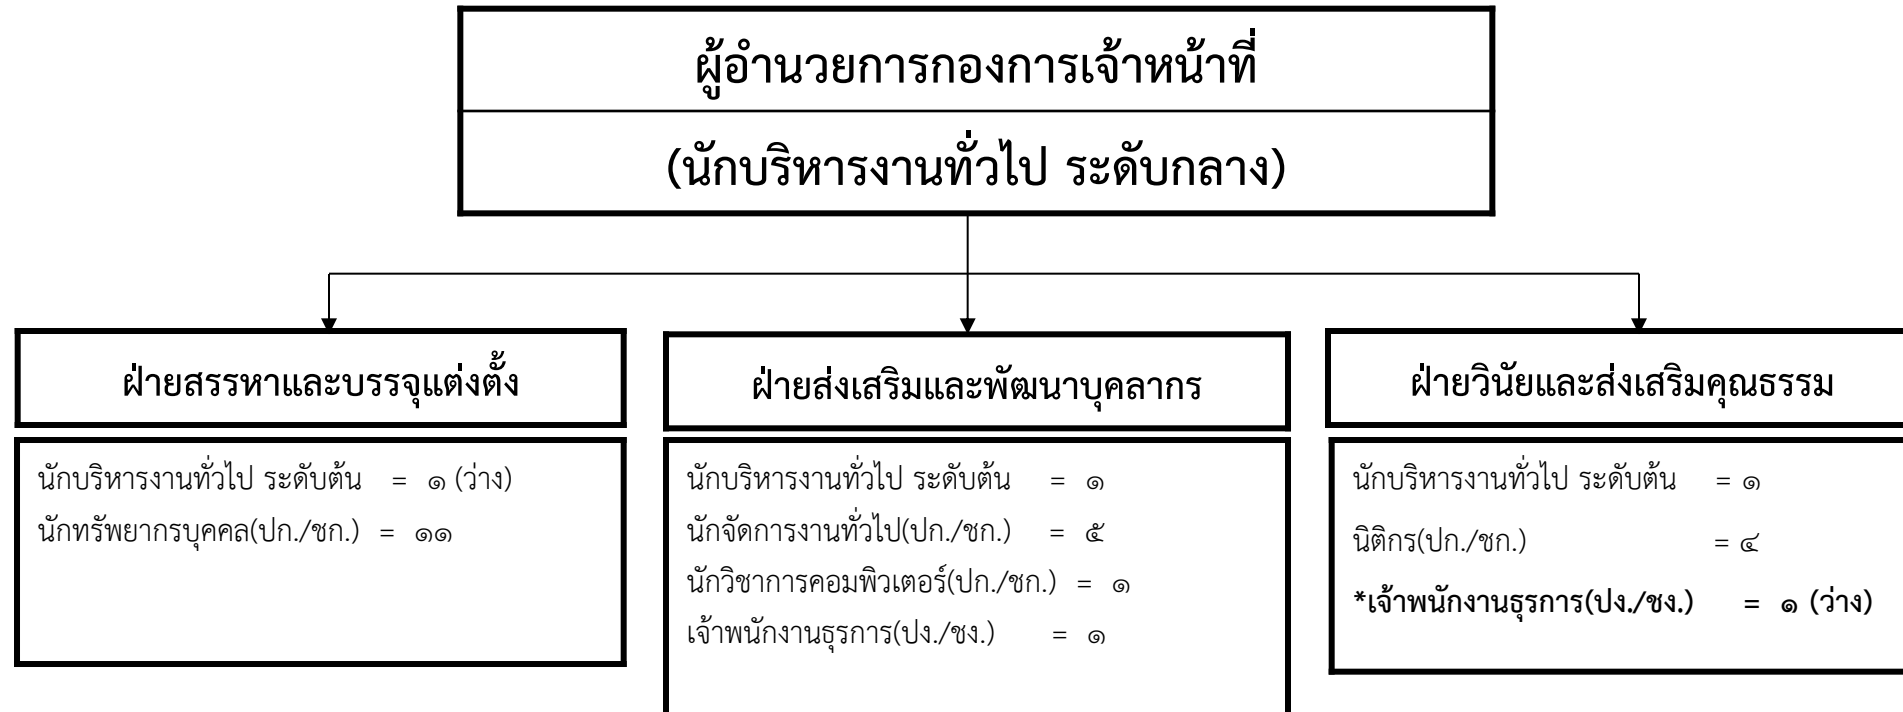 ผู้อำนวยการกองการเจ้าหน้าที่
(นักบริหารงานทั่วไป ระดับกลาง)
ฝ่ายสรรหาและบรรจุแต่งตั้ง
นักบริหารงานทั่วไป ระดับต้น = ๑ (ว่าง)
นักทรัพยากรบุคคล(ปก./ชก.) = ๑๑
ฝ่ายส่งเสริมและพัฒนาบุคลากร
นักบริหารงานทั่วไป ระดับต้น = ๑
นักจัดการงานทั่วไป(ปก./ชก.) = ๕
นักวิชาการคอมพิวเตอร์(ปก./ชก.) = ๑
เจ้าพนักงานธุรการ(ปง./ชง.) = ๑
ฝ่ายวินัยและส่งเสริมคุณธรรม
นักบริหารงานทั่วไป ระดับต้น = ๑
นิติกร(ปก./ชก.) = ๔
*เจ้าพนักงานธุรการ(ปง./ชง.) = ๑ (ว่าง)